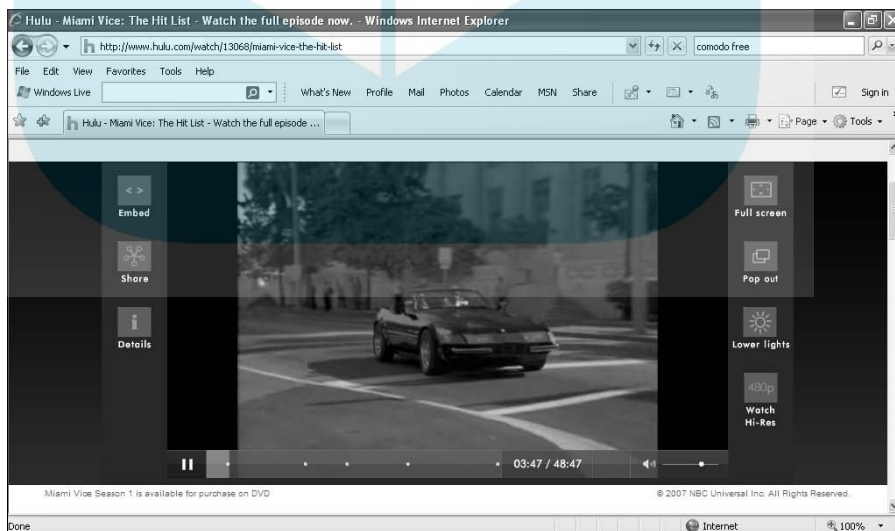 Hulu - Miami Vice: The Hit List - Watch the full episode now. - Windows Internet Explorer
http://www.hulu.com/watch/13068/miami-vice-the-hit-list
comodo free
File Edit View Favorites Tools Help
Windows Live What's New Profile Mail Photos Calendar MSN Share Sign in
Hulu - Miami Vice: The Hit List - Watch the full episode ... Page Tools
Embed Full screen
Share Pop out
Details Lower lights
480p
Watch
Hi-Res
03:47 / 48:47
Miami Vice Season 1 is available for purchase on DVD © 2007 NBC Universal Inc. All Rights Reserved.
Done Internet 100%